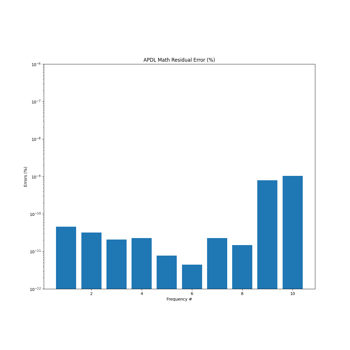 APDL Math Residual Error (%)
10⁻⁶
10⁻⁷
10⁻⁸
10⁻⁹
10⁻¹⁰
10⁻¹¹
10⁻¹²
Errors (%)
2 4 6 8 10
Frequency #